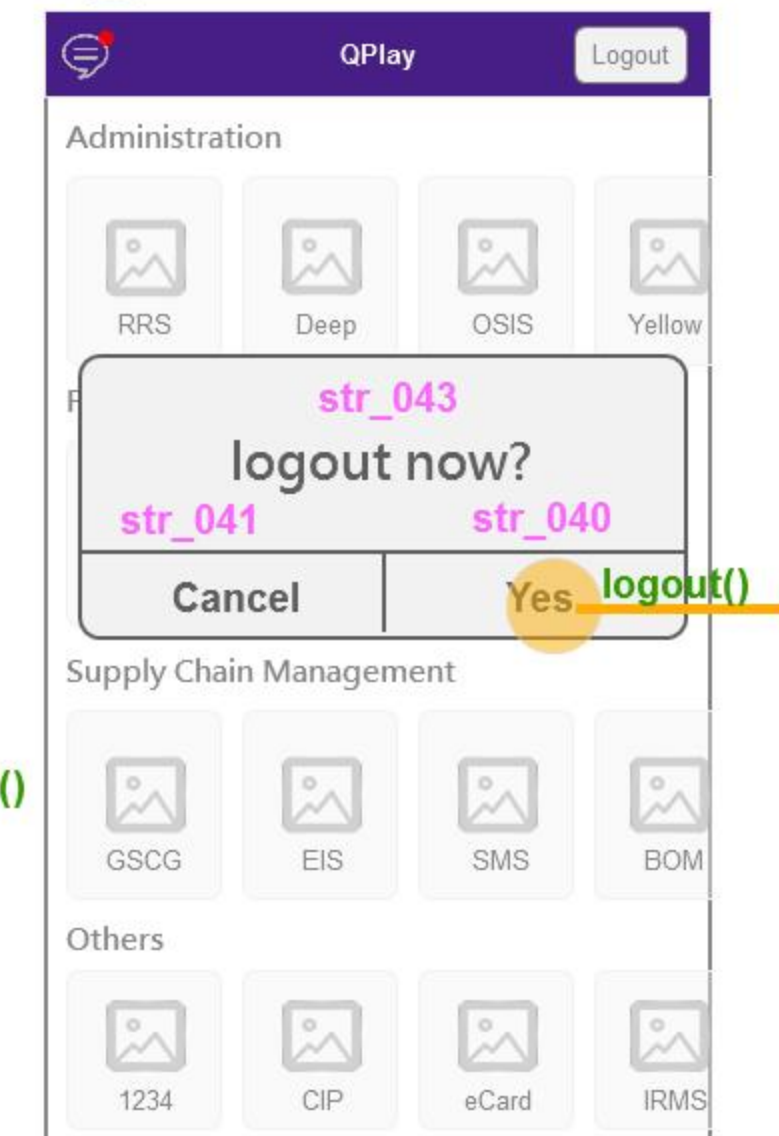 QPlay Logout
Administration
RRS Deep OSIS Yellow
str_043
logout now?
str_041 str_040
Cancel Yes logout()
Supply Chain Management
()
GSCG EIS SMS BOM
Others
1234 CIP eCard IRMS